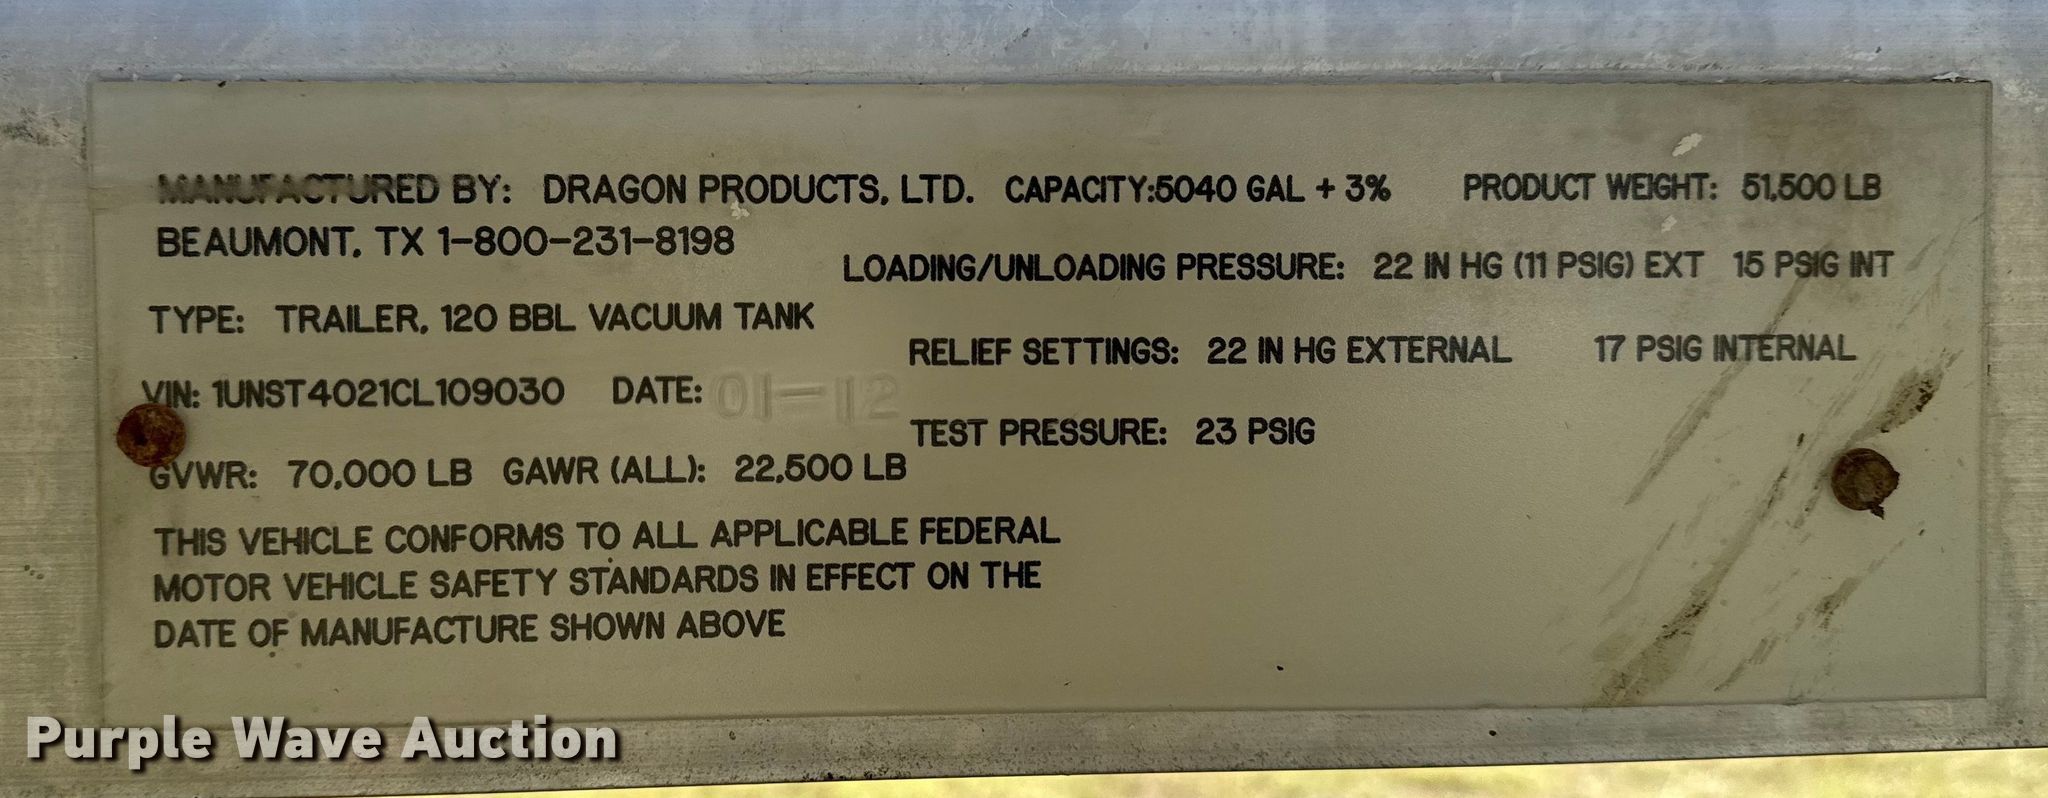 MANUFACTURED BY: DRAGON PRODUCTS, LTD. CAPACITY:5040 GAL + 3% PRODUCT WEIGHT: 51,500 LB
BEAUMONT, TX 1-800-231-8198
LOADING/UNLOADING PRESSURE: 22 IN HG (11 PSIG) EXT 15 PSIG INT
TYPE: TRAILER, 120 BBL VACUUM TANK
RELIEF SETTINGS: 22 IN HG EXTERNAL 17 PSIG INTERNAL
VIN: 1UNST4021CL109030 DATE: 01-12
TEST PRESSURE: 23 PSIG
GVWR: 70,000 LB GAWR (ALL): 22,500 LB
THIS VEHICLE CONFORMS TO ALL APPLICABLE FEDERAL
MOTOR VEHICLE SAFETY STANDARDS IN EFFECT ON THE
DATE OF MANUFACTURE SHOWN ABOVE
Purple Wave Auction